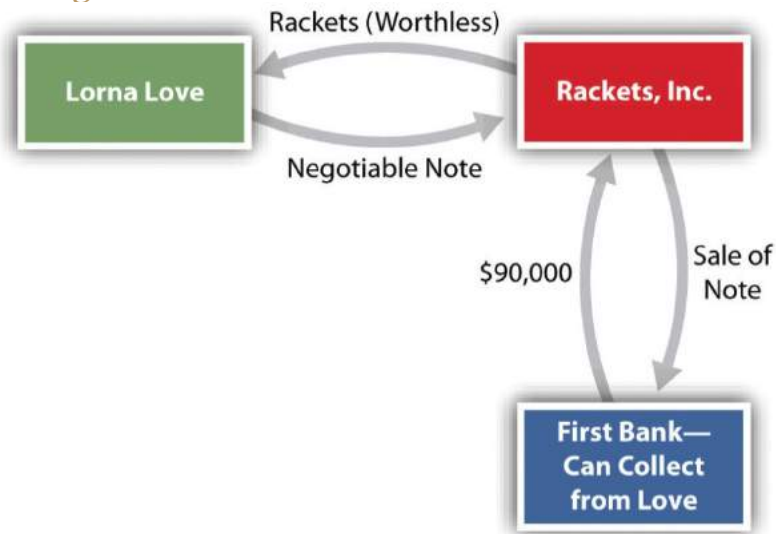 Rackets (Worthless)
Lorna Love
Rackets, Inc.
Negotiable Note
$90,000
Sale of
Note
First Bank—
Can Collect
from Love